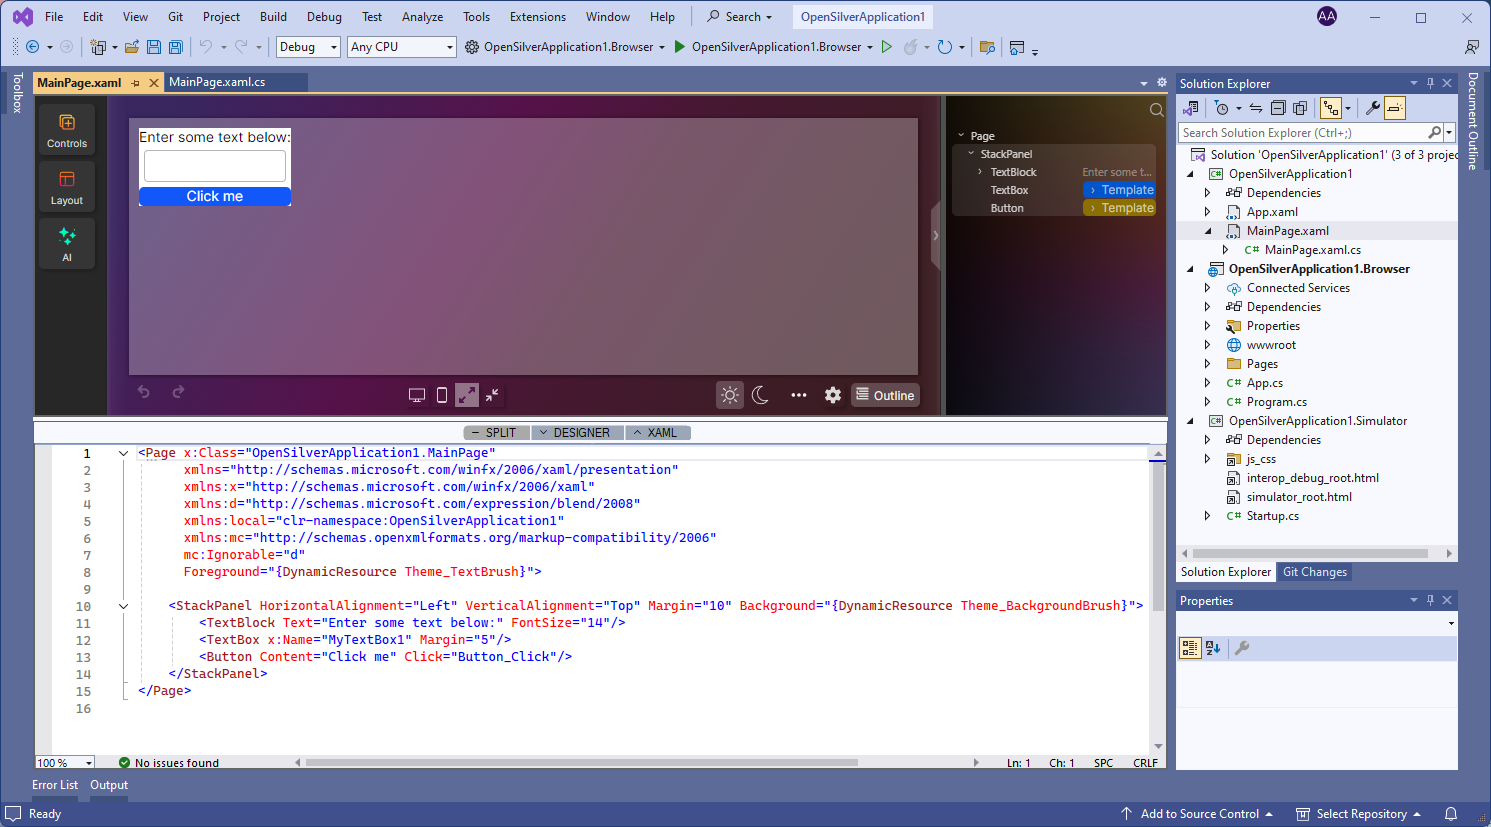 File Edit View Git Project Build Debug Test Analyze Tools Extensions Window Help Search OpenSilverApplication1 AA
Debug Any CPU OpenSilverApplication1.Browser OpenSilverApplication1.Browser
Toolbox
MainPage.xaml MainPage.xaml.cs
Controls
Layout
AI
Enter some text below:
Click me
Outline
Page
StackPanel
TextBlock Enter some t...
TextBox Template
Button Template
SPLIT DESIGNER XAML
1 <Page x:Class="OpenSilverApplication1.MainPage"
2 xmlns="http://schemas.microsoft.com/winfx/2006/xaml/presentation"
3 xmlns:x="http://schemas.microsoft.com/winfx/2006/xaml"
4 xmlns:d="http://schemas.microsoft.com/expression/blend/2008"
5 xmlns:local="clr-namespace:OpenSilverApplication1"
6 xmlns:mc="http://schemas.openxmlformats.org/markup-compatibility/2006"
7 mc:Ignorable="d"
8 Foreground="{DynamicResource Theme_TextBrush}">
9
10 <StackPanel HorizontalAlignment="Left" VerticalAlignment="Top" Margin="10" Background="{DynamicResource Theme_BackgroundBrush}">
11 <TextBlock Text="Enter some text below:" FontSize="14"/>
12 <TextBox x:Name="MyTextBox1" Margin="5"/>
13 <Button Content="Click me" Click="Button_Click"/>
14 </StackPanel>
15 </Page>
16
100 % No issues found Ln: 1 Ch: 1 SPC CRLF
Solution Explorer
Search Solution Explorer (Ctrl+;)
Solution 'OpenSilverApplication1' (3 of 3 projec
C# OpenSilverApplication1
Dependencies
App.xaml
MainPage.xaml
C# MainPage.xaml.cs
OpenSilverApplication1.Browser
Connected Services
Dependencies
Properties
wwwroot
Pages
C# App.cs
C# Program.cs
C# OpenSilverApplication1.Simulator
Dependencies
js_css
interop_debug_root.html
simulator_root.html
C# Startup.cs
Solution Explorer Git Changes
Properties
Document Outline
Error List Output
Ready Add to Source Control Select Repository